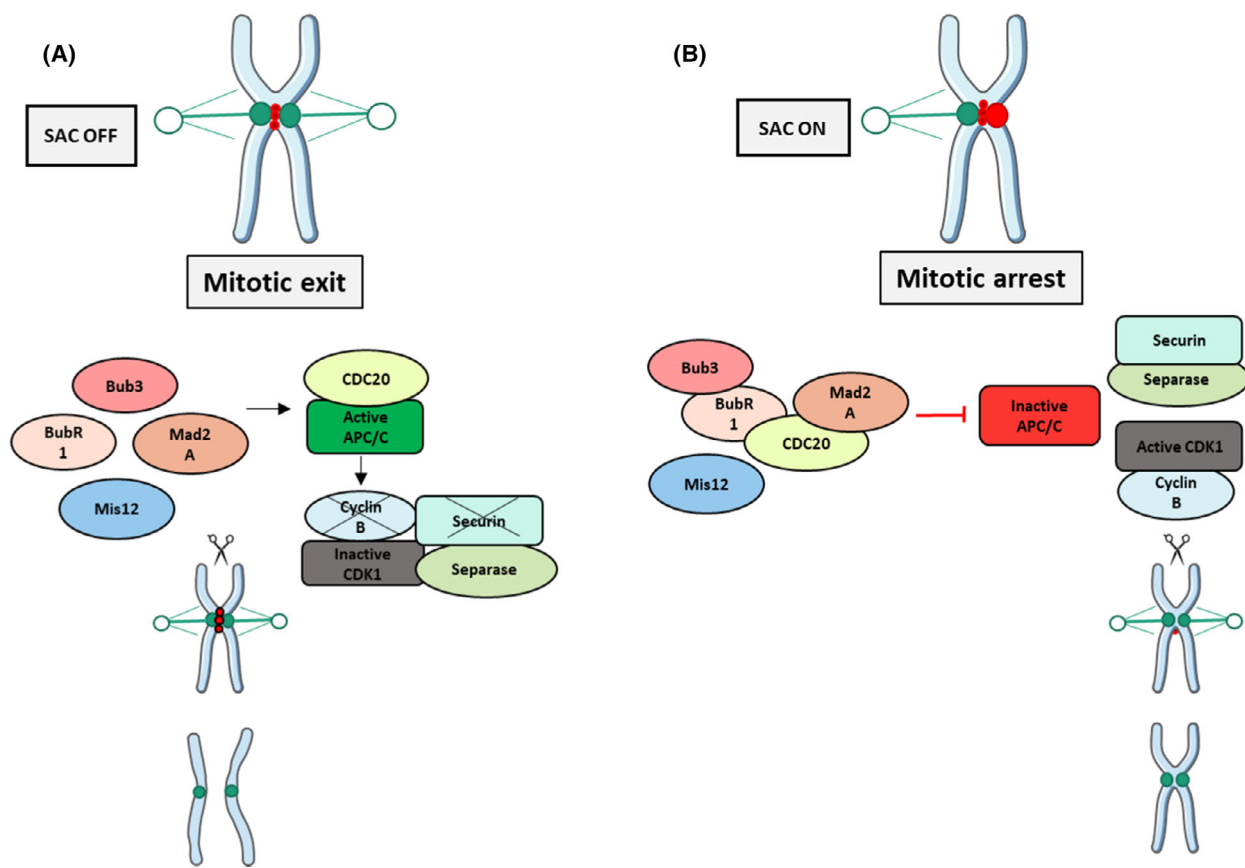 (A)
SAC OFF
Mitotic exit
Bub3
BubR
1
Mad2
A
Mis12
CDC20
Active
APC/C
Cyclin
B
Securin
Inactive
CDK1
Separase
(B)
SAC ON
Mitotic arrest
Bub3
BubR
1
Mad2
A
CDC20
Mis12
Inactive
APC/C
Securin
Separase
Active CDK1
Cyclin
B